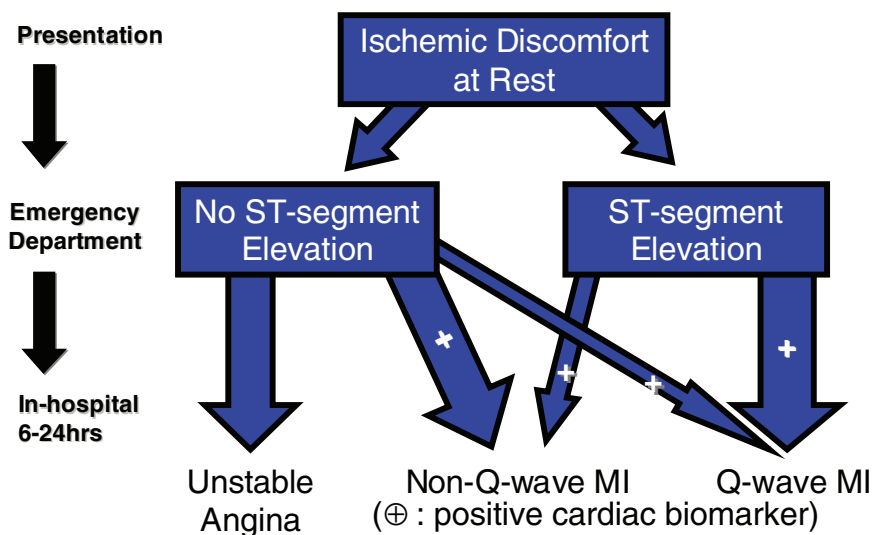 Presentation
Ischemic Discomfort
at Rest
Emergency
Department
No ST-segment
Elevation
ST-segment
Elevation
+
+
+
+
In-hospital
6-24hrs
Unstable
Angina
Non-Q-wave MI
Q-wave MI
(⊕ : positive cardiac biomarker)